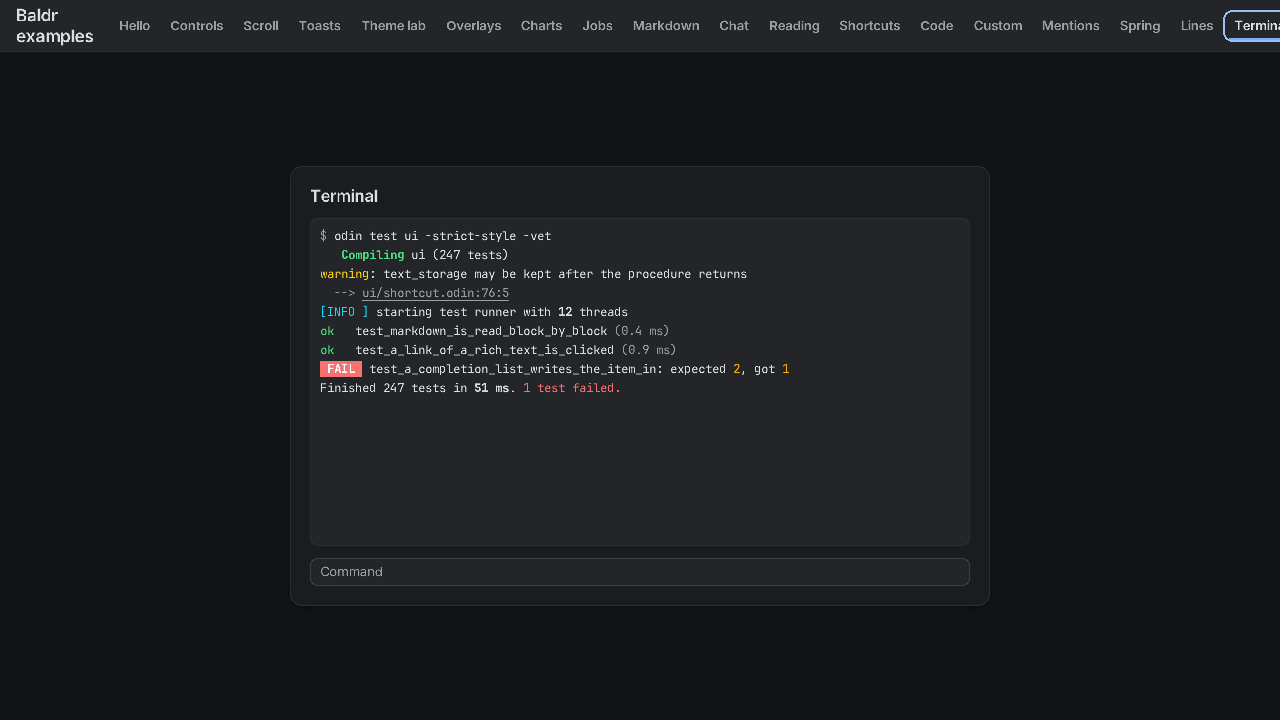 Baldr examples
Hello Controls Scroll Toasts Theme lab Overlays Charts Jobs Markdown Chat Reading Shortcuts Code Custom Mentions Spring Lines
Terminal
$ odin test ui -strict-style -vet
Compiling ui (247 tests)
warning: text_storage may be kept after the procedure returns
--> ui/shortcut.odin:76:5
[INFO ] starting test runner with 12 threads
ok test_markdown_is_read_block_by_block (0.4 ms)
ok test_a_link_of_a_rich_text_is_clicked (0.9 ms)
FAIL test_a_completion_list_writes_the_item_in: expected 2, got 1
Finished 247 tests in 51 ms. 1 test failed.
Command